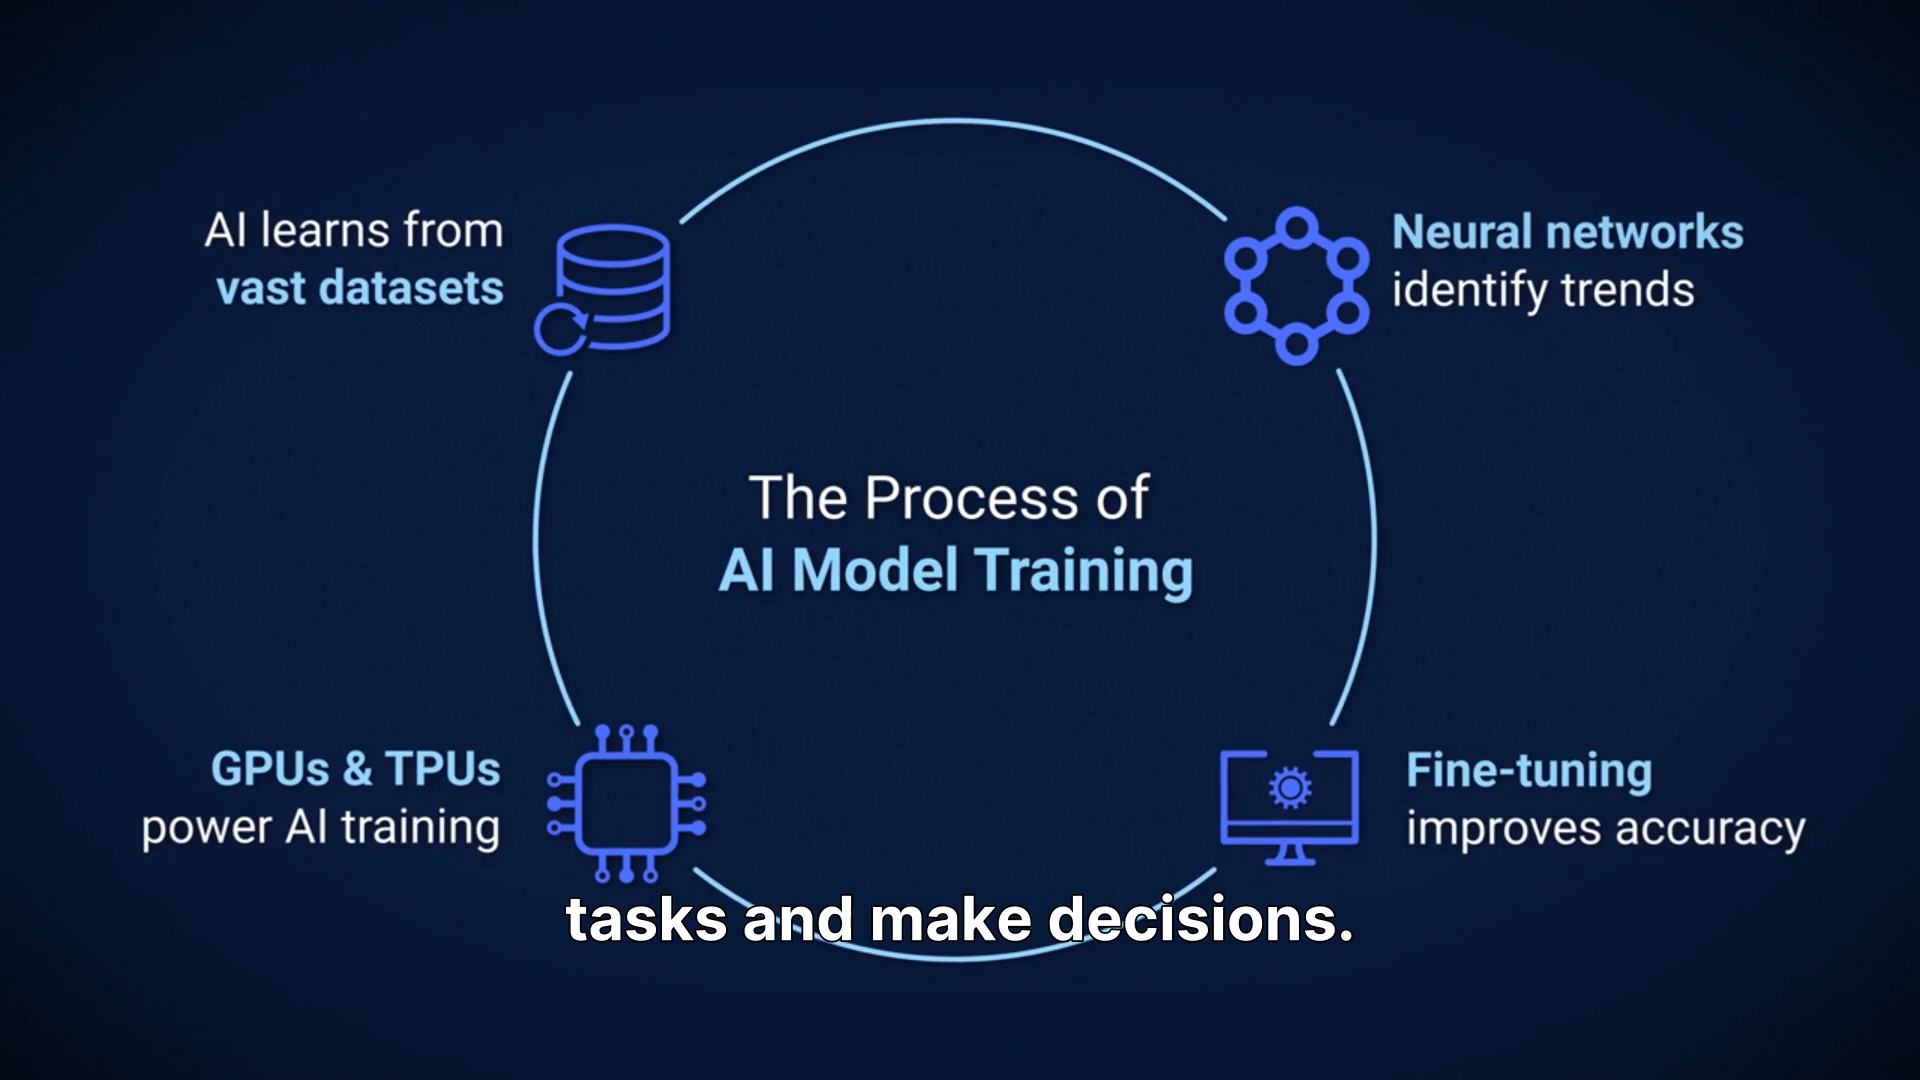 AI learns from
vast datasets
Neural networks
identify trends
The Process of
AI Model Training
GPUs & TPUs
power AI training
Fine-tuning
improves accuracy
tasks and make decisions.